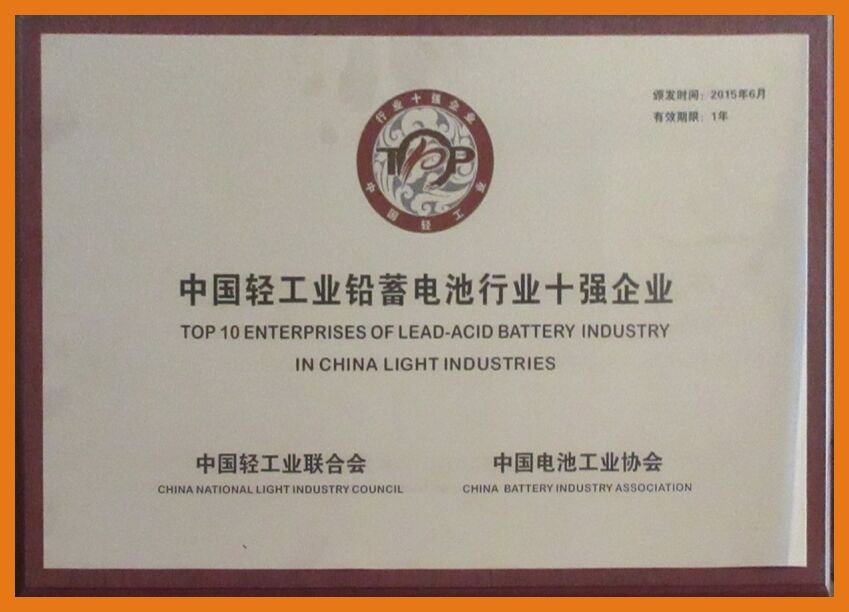 颁发时间：2015年6月
有效期限：1年
行业十强企业
TOP
中国轻工业
中国轻工业铅蓄电池行业十强企业
TOP 10 ENTERPRISES OF LEAD-ACID BATTERY INDUSTRY
IN CHINA LIGHT INDUSTRIES
中国轻工业联合会 中国电池工业协会
CHINA NATIONAL LIGHT INDUSTRY COUNCIL CHINA BATTERY INDUSTRY ASSOCIATION